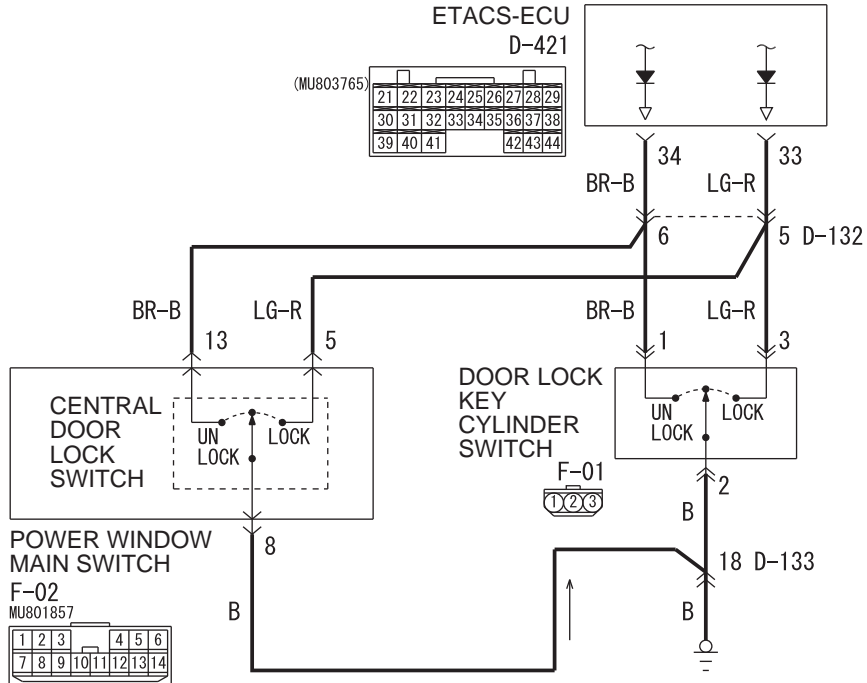 ETACS-ECU
D-421
(MU803765)
21 22 23 24 25 26 27 28 29
30 31 32 33 34 35 36 37 38
39 40 41 42 43 44
34 33
BR-B LG-R
6 5 D-132
BR-B LG-R BR-B LG-R
13 5 1 3
CENTRAL
DOOR
LOCK
SWITCH
UN
LOCK
LOCK
DOOR LOCK
KEY
CYLINDER
SWITCH
UN
LOCK
LOCK
F-01
1 2 3
2
B
8
POWER WINDOW
MAIN SWITCH
F-02
MU801857
18 D-133
B
B
1 2 3 4 5 6
7 8 9 10 11 12 13 14